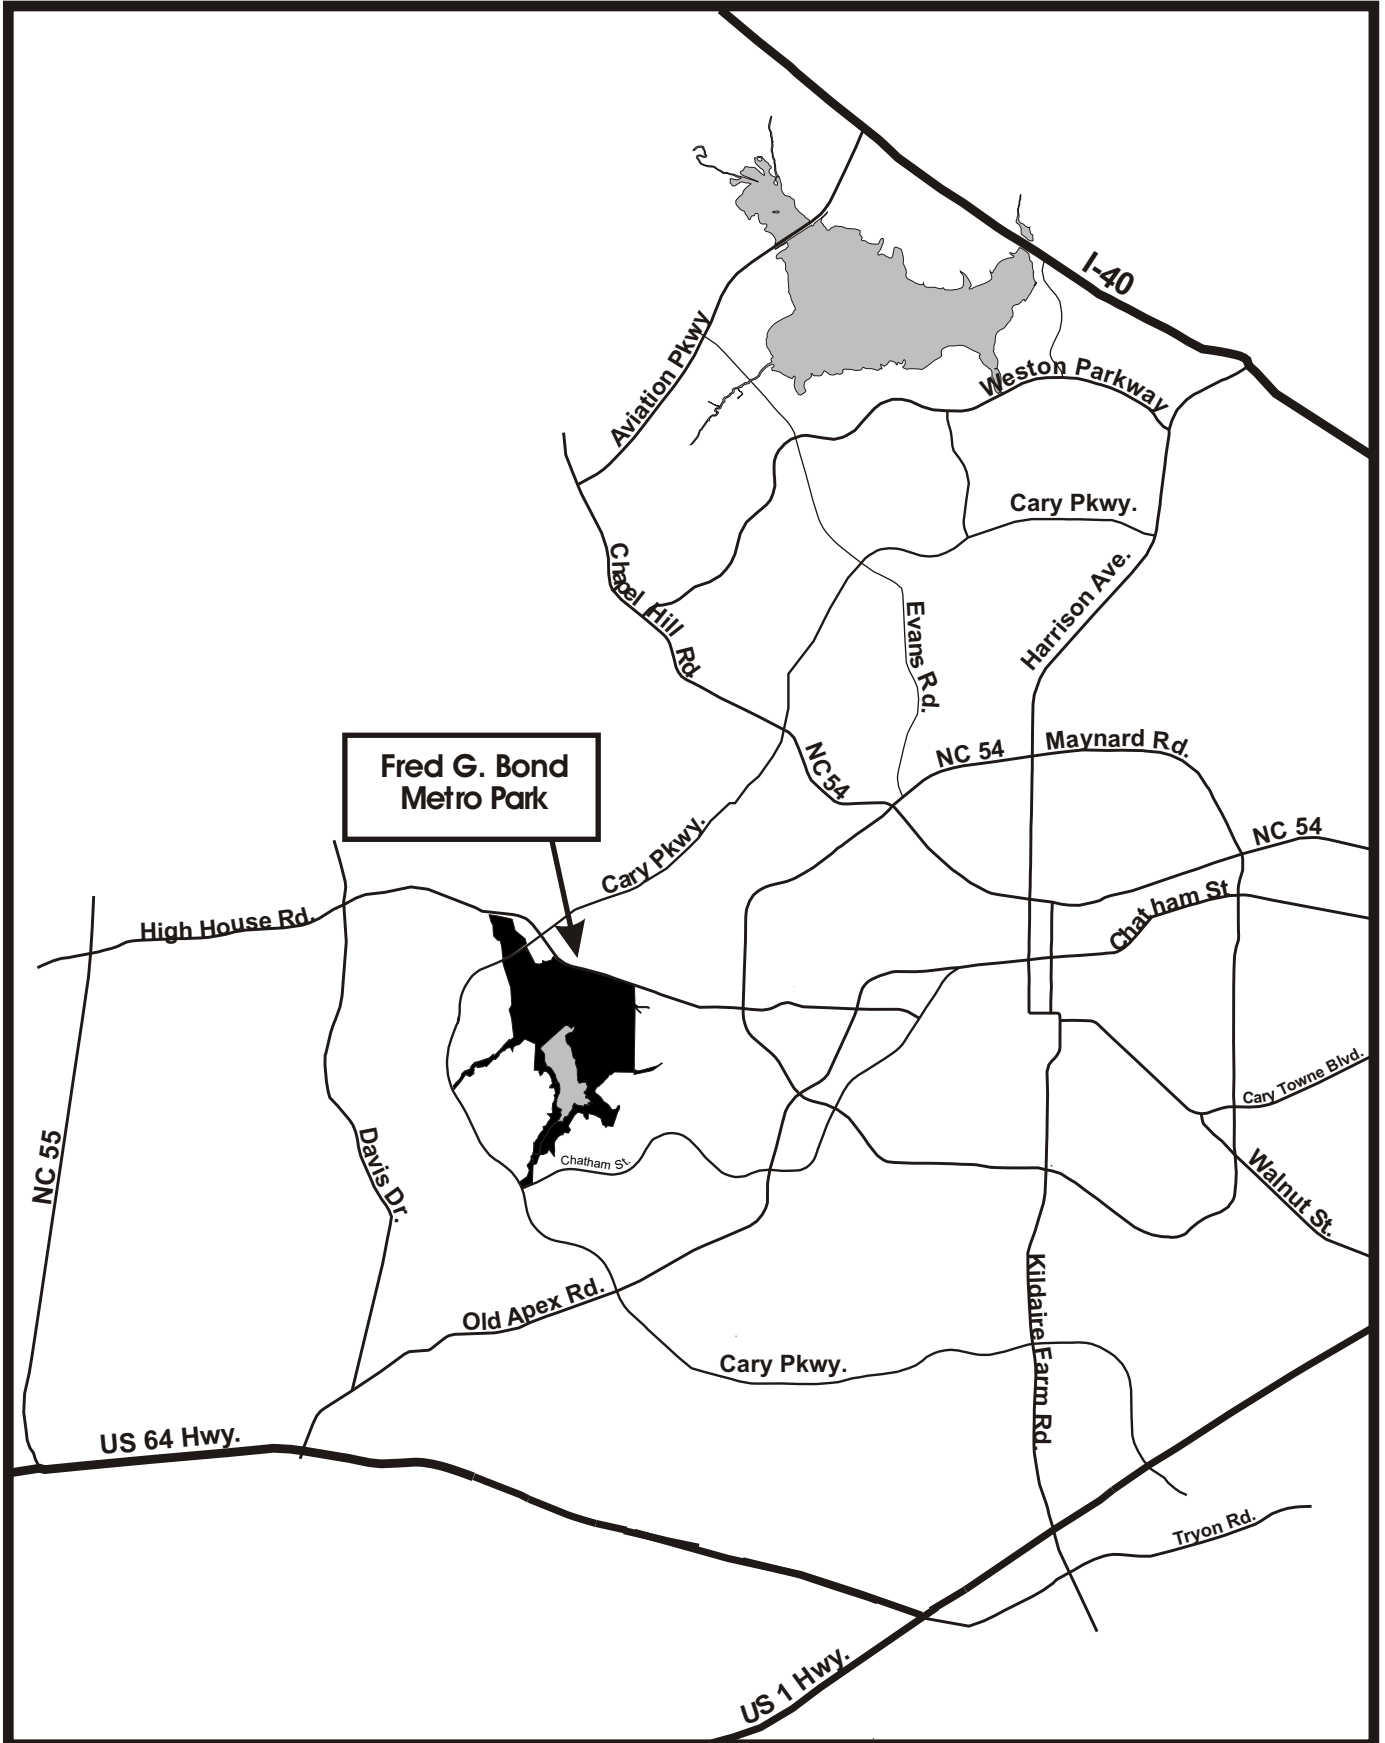 I-40
Aviation Pkwy
Weston Parkway
Cary Pkwy.
Chapel Hill Rd.
Harrison Ave.
Evans Rd.
Fred G. Bond
Metro Park
NC 54
NC 54
Maynard Rd.
NC 54
Cary Pkwy.
Chatham St
High House Rd.
Cary Towne Blvd.
NC 55
Davis Dr.
Chatham St.
Walnut St.
Kildaire Farm Rd.
Old Apex Rd.
Cary Pkwy.
US 64 Hwy.
Tryon Rd.
US 1 Hwy.